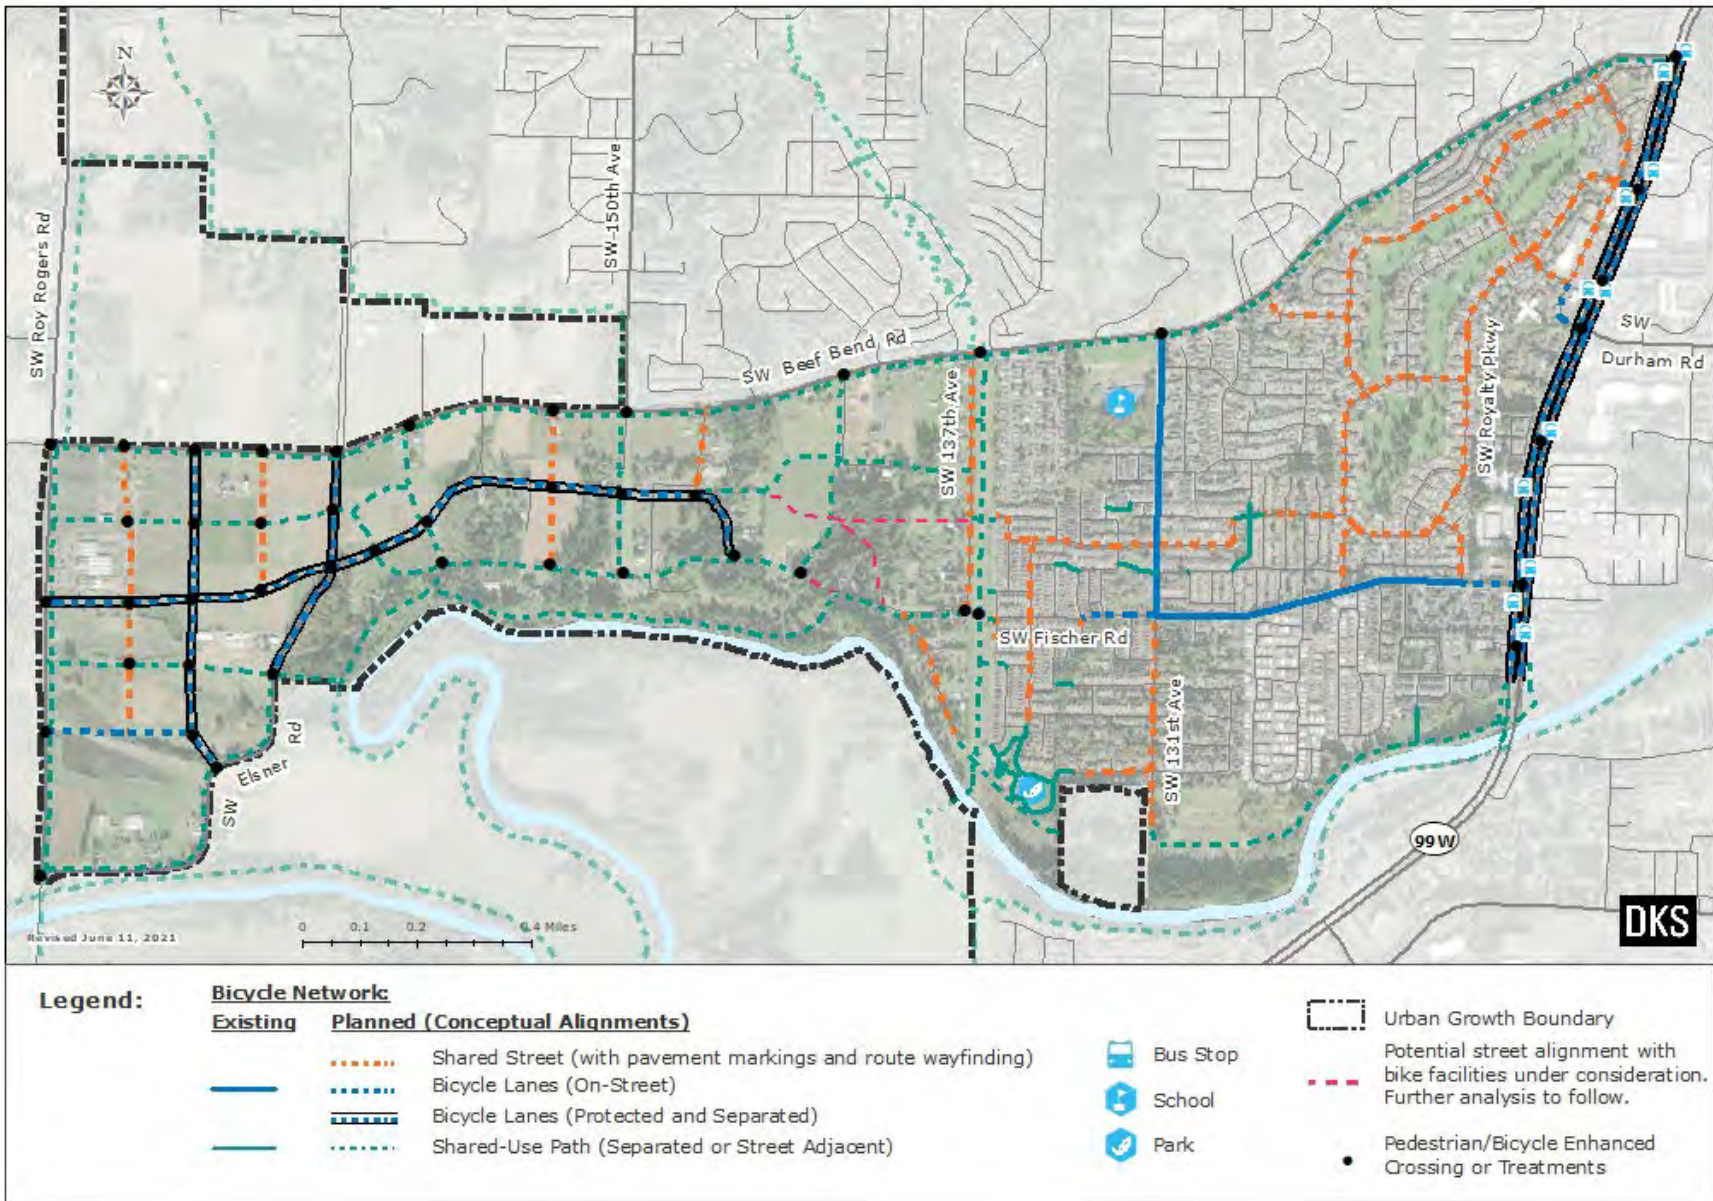 N
SW Roy Rogers Rd
SW 150th Ave
SW Beef Bend Rd
SW 137th Ave
SW Royalty Pkwy
SW
Durham Rd
SW Fischer Rd
SW 131st Ave
SW Elsner Rd
99W
DKS
Revised June 11, 2021
0 0.1 0.2 0.4 Miles
Legend:
Bicycle Network:
Existing Planned (Conceptual Alignments)
Shared Street (with pavement markings and route wayfinding)
Bicycle Lanes (On-Street)
Bicycle Lanes (Protected and Separated)
Shared-Use Path (Separated or Street Adjacent)
Bus Stop
School
Park
Urban Growth Boundary
Potential street alignment with
bike facilities under consideration.
Further analysis to follow.
Pedestrian/Bicycle Enhanced
Crossing or Treatments